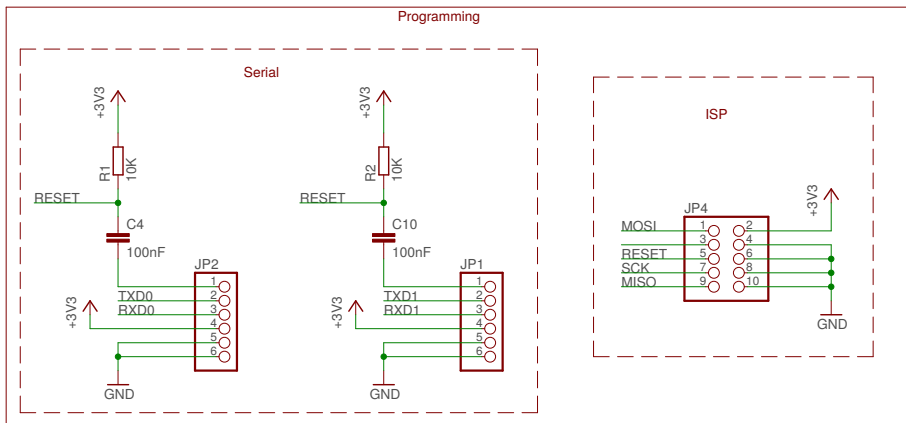 Programming
Serial
+3V3
R1
10K
RESET
C4
100nF
JP2
1
TXD0
2
RXD0
3
+3V3
4
5
6
GND
+3V3
R2
10K
RESET
C10
100nF
JP1
1
TXD1
2
RXD1
3
+3V3
4
5
6
GND
ISP
+3V3
JP4
MOSI
1
2
3
4
RESET
5
6
SCK
7
8
MISO
9
10
GND